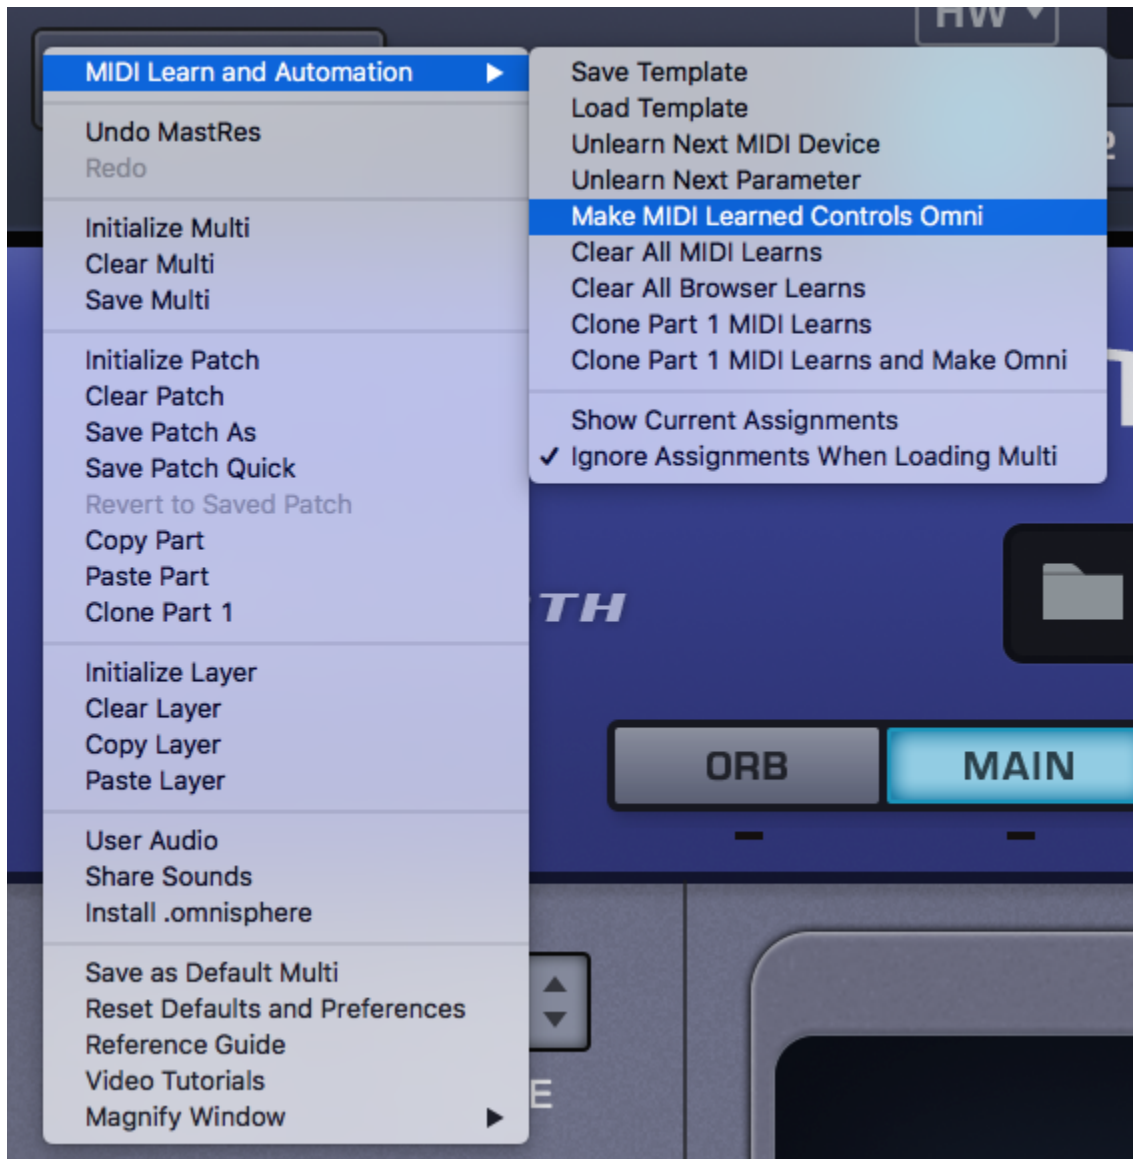 HW
MIDI Learn and Automation
Undo MastRes
Redo
Initialize Multi
Clear Multi
Save Multi
Initialize Patch
Clear Patch
Save Patch As
Save Patch Quick
Revert to Saved Patch
Copy Part
Paste Part
Clone Part 1
Initialize Layer
Clear Layer
Copy Layer
Paste Layer
User Audio
Share Sounds
Install .omnisphere
Save as Default Multi
Reset Defaults and Preferences
Reference Guide
Video Tutorials
Magnify Window
Save Template
Load Template
Unlearn Next MIDI Device
Unlearn Next Parameter
Make MIDI Learned Controls Omni
Clear All MIDI Learns
Clear All Browser Learns
Clone Part 1 MIDI Learns
Clone Part 1 MIDI Learns and Make Omni
Show Current Assignments
✓ Ignore Assignments When Loading Multi
TH
ORB MAIN
E